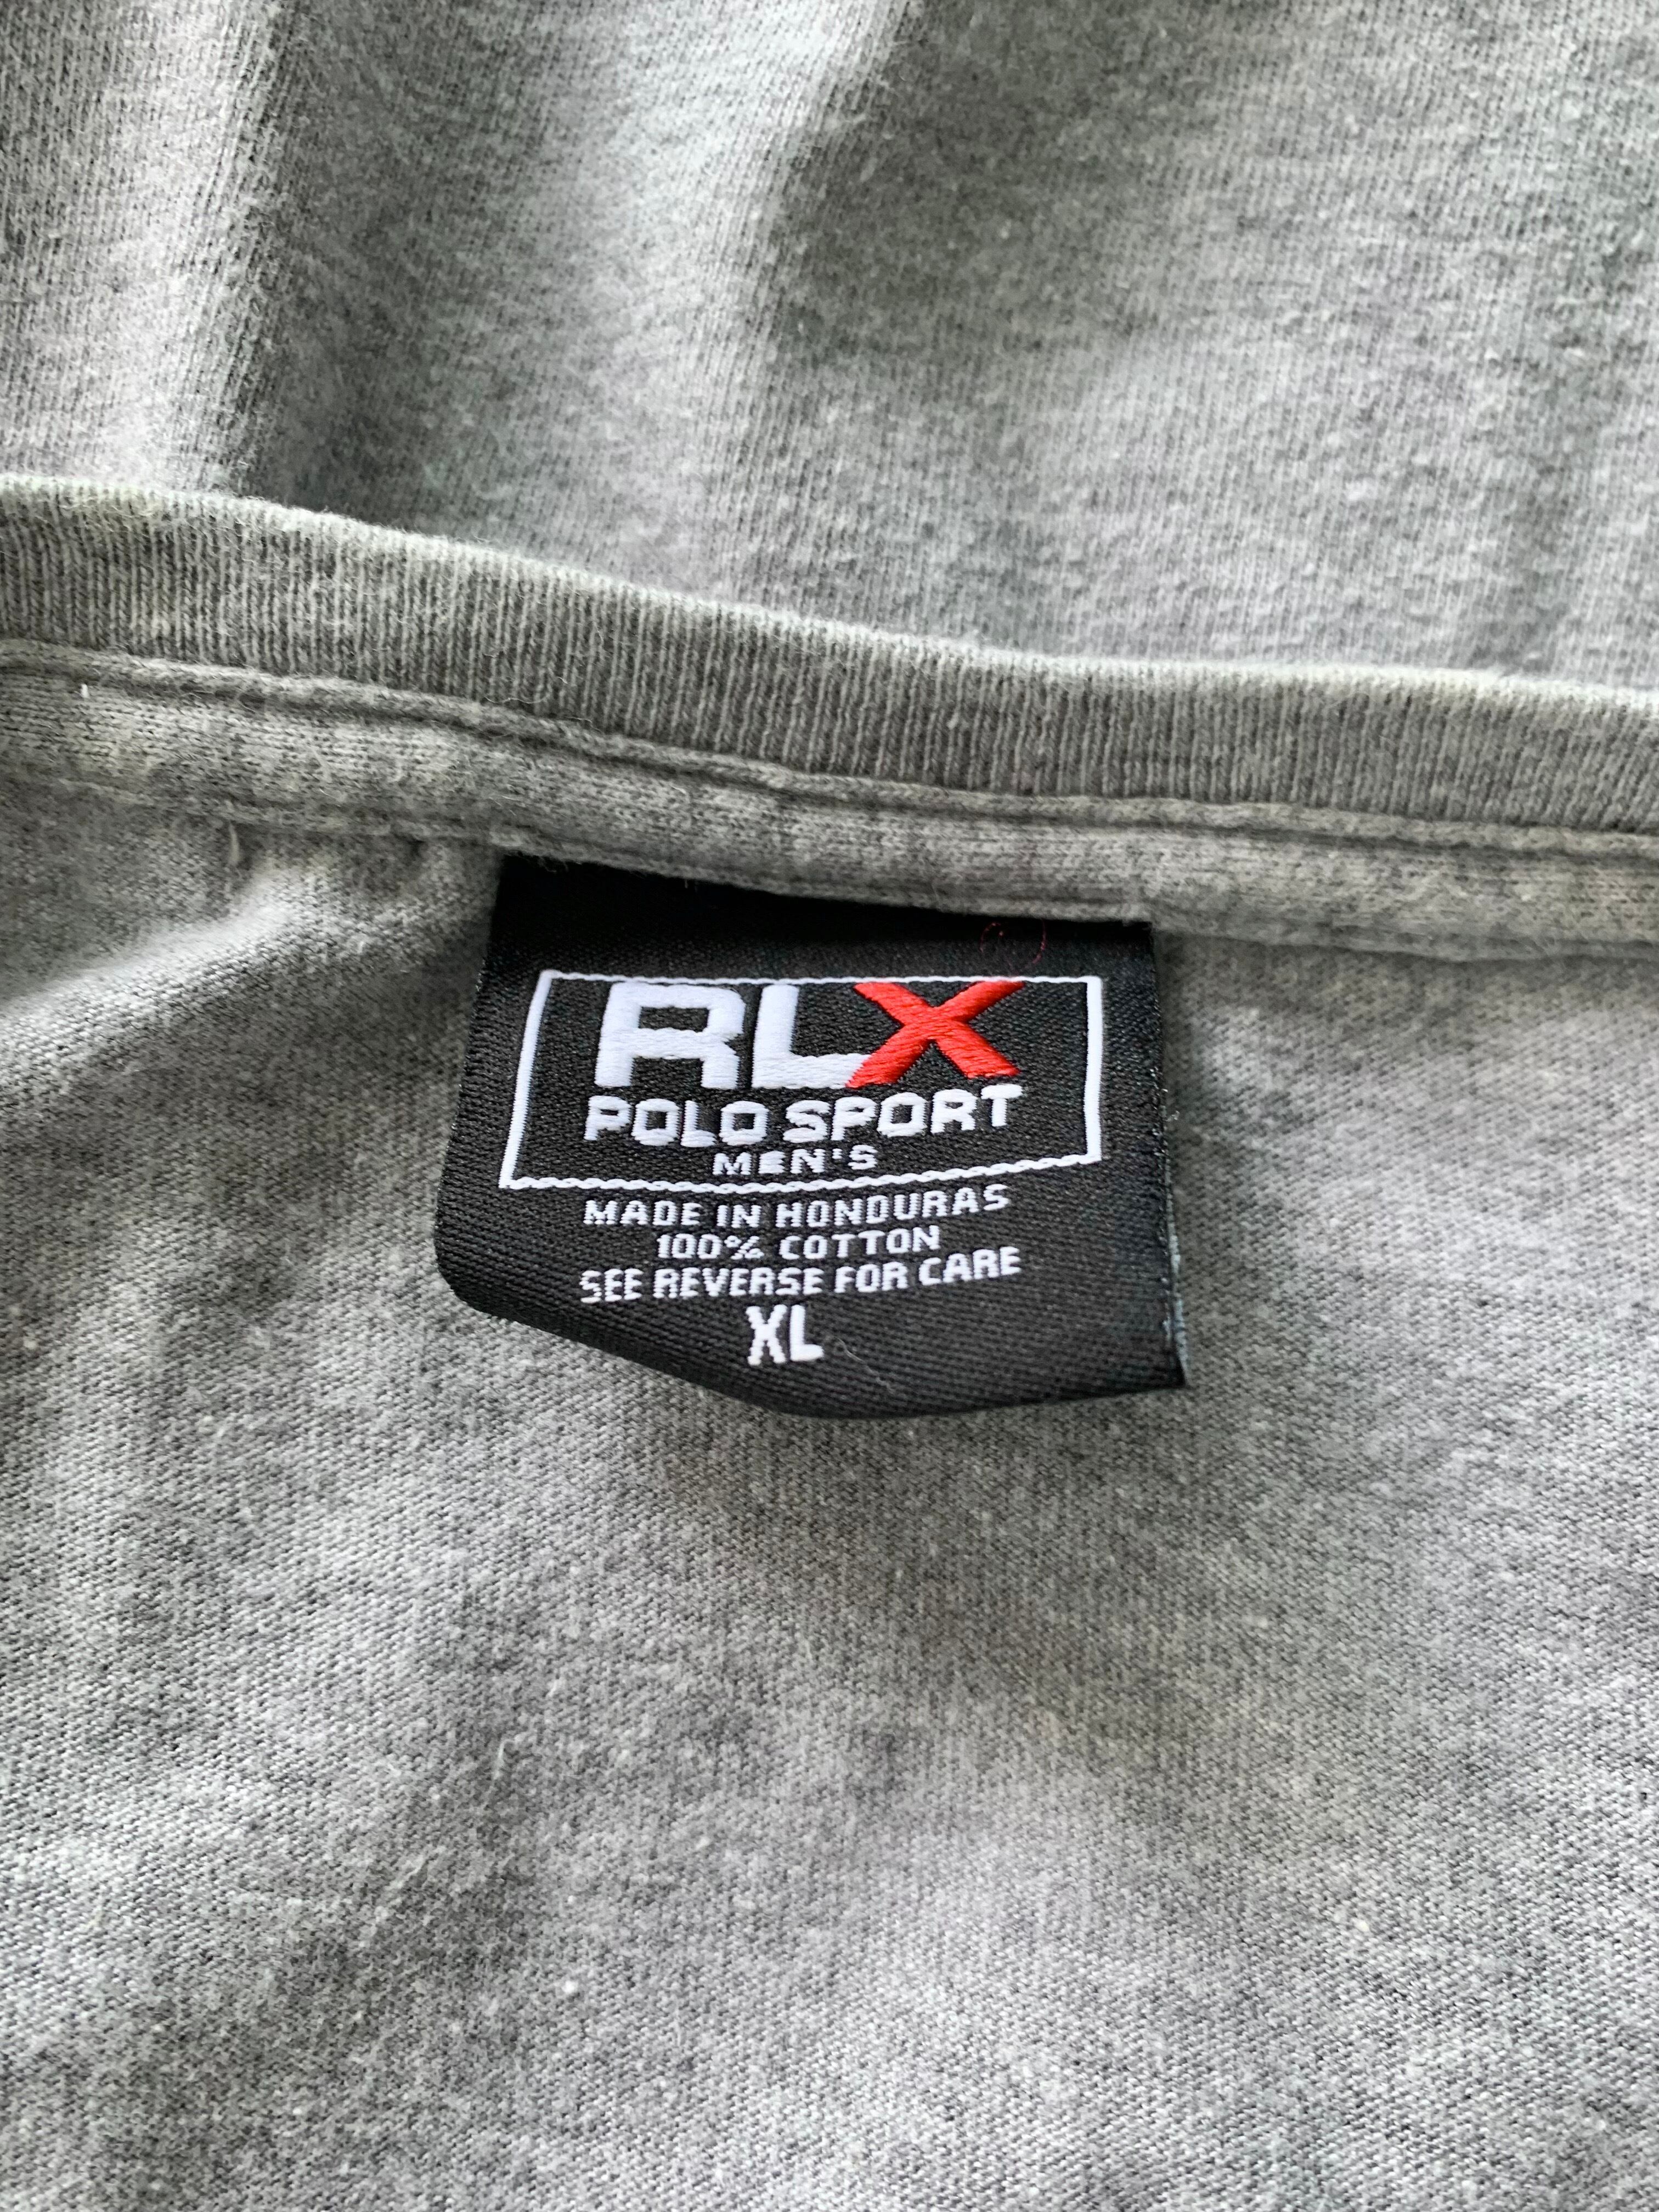 RLX
POLO SPORT
MEN'S
MADE IN HONDURAS
100% COTTON
SEE REVERSE FOR CARE
XL